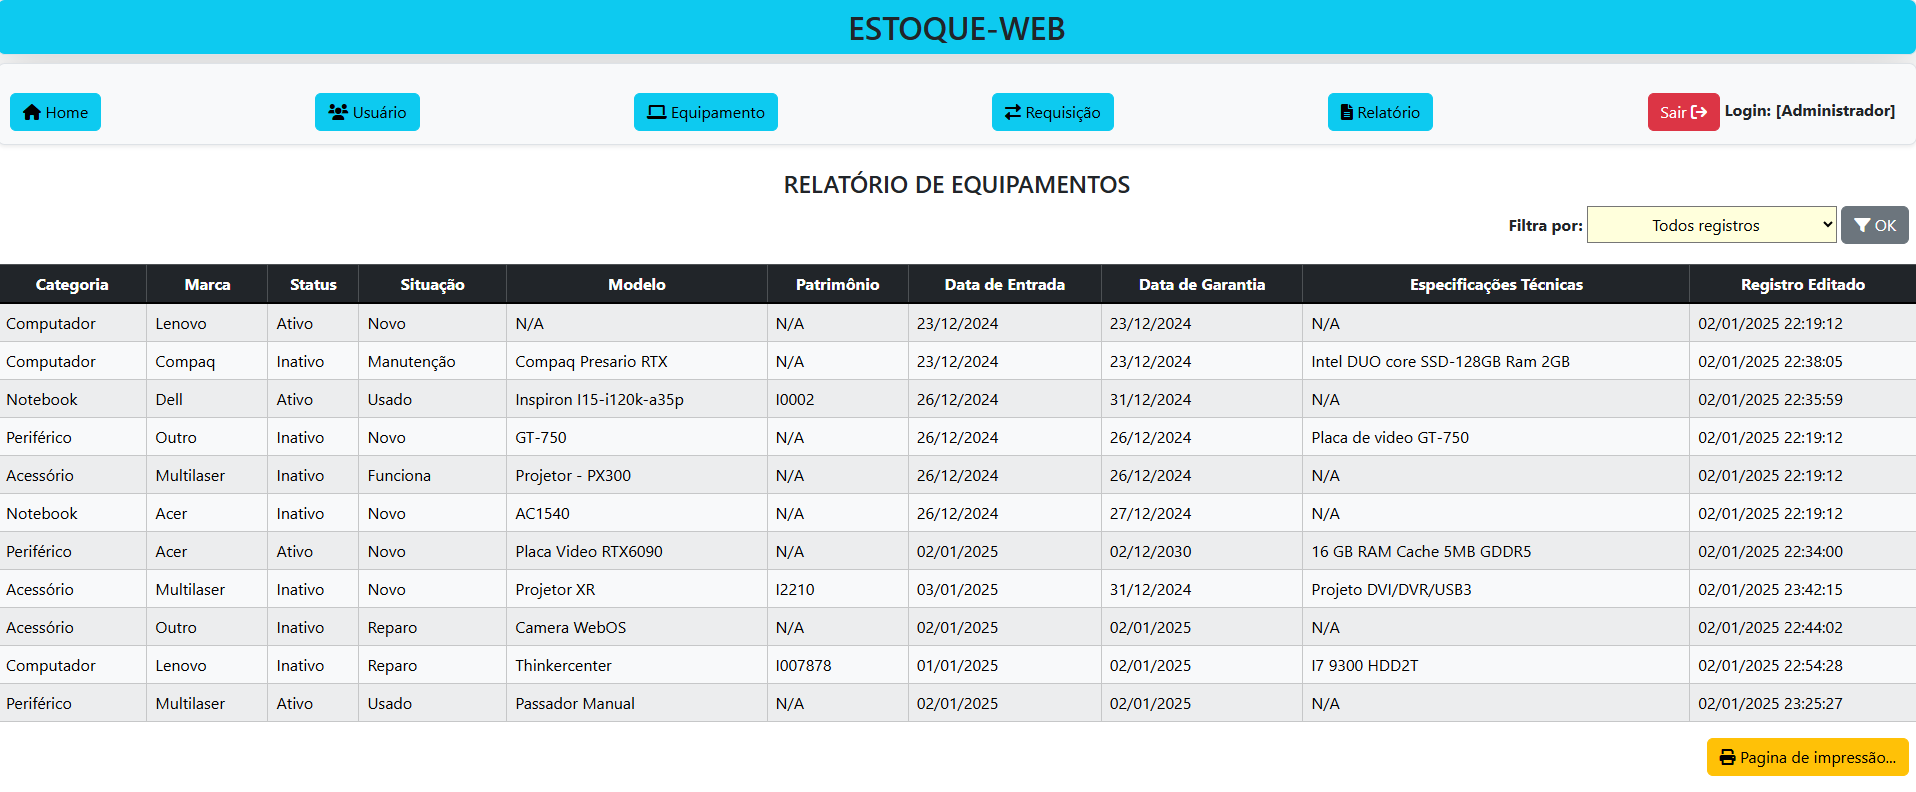 ESTOQUE-WEB
Home Usuário Equipamento Requisição Relatório Sair Login: [Administrador]
RELATÓRIO DE EQUIPAMENTOS
Filtra por: Todos registros OK
Categoria Marca Status Situação Modelo Patrimônio Data de Entrada Data de Garantia Especificações Técnicas Registro Editado
Computador Lenovo Ativo Novo N/A N/A 23/12/2024 23/12/2024 N/A 02/01/2025 22:19:12
Computador Compaq Inativo Manutenção Compaq Presario RTX N/A 23/12/2024 23/12/2024 Intel DUO core SSD-128GB Ram 2GB 02/01/2025 22:38:05
Notebook Dell Ativo Usado Inspiron I15-i120k-a35p I0002 26/12/2024 31/12/2024 N/A 02/01/2025 22:35:59
Periférico Outro Inativo Novo GT-750 N/A 26/12/2024 26/12/2024 Placa de video GT-750 02/01/2025 22:19:12
Acessório Multilaser Inativo Funciona Projetor - PX300 N/A 26/12/2024 26/12/2024 N/A 02/01/2025 22:19:12
Notebook Acer Inativo Novo AC1540 N/A 26/12/2024 27/12/2024 N/A 02/01/2025 22:19:12
Periférico Acer Ativo Novo Placa Video RTX6090 N/A 02/01/2025 02/12/2030 16 GB RAM Cache 5MB GDDR5 02/01/2025 22:34:00
Acessório Multilaser Inativo Novo Projetor XR I2210 03/01/2025 31/12/2024 Projeto DVI/DVR/USB3 02/01/2025 23:42:15
Acessório Outro Inativo Reparo Camera WebOS N/A 02/01/2025 02/01/2025 N/A 02/01/2025 22:44:02
Computador Lenovo Inativo Reparo Thinkercenter I007878 01/01/2025 02/01/2025 I7 9300 HDD2T 02/01/2025 22:54:28
Periférico Multilaser Ativo Usado Passador Manual N/A 02/01/2025 02/01/2025 N/A 02/01/2025 23:25:27
Pagina de impressão...